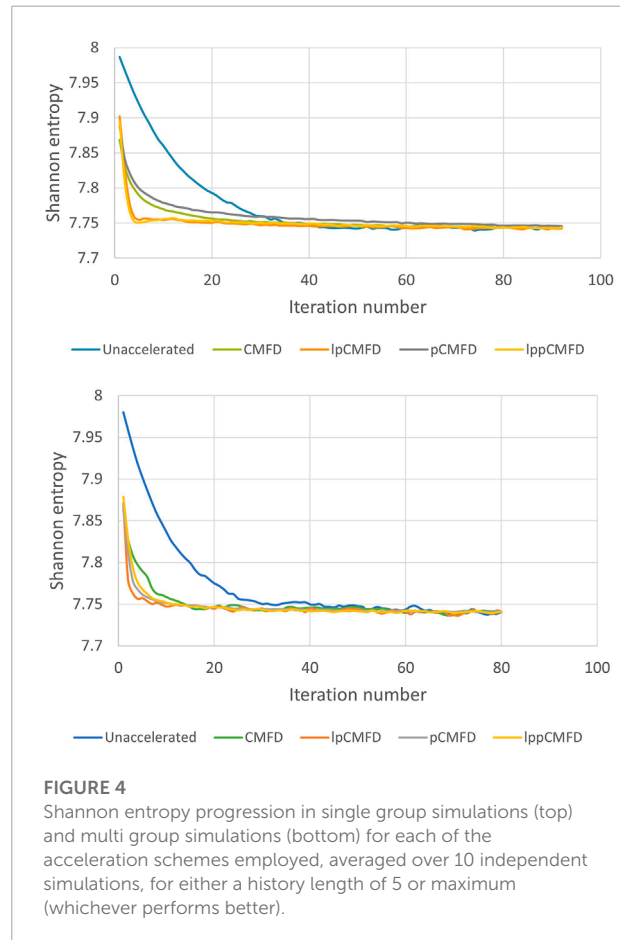 8
7.95
7.9
7.85
7.8
7.75
7.7
Shannon entropy
0 20 40 60 80 100
Iteration number
Unaccelerated CMFD lpCMFD pCMFD lppCMFD
8
7.95
7.9
7.85
7.8
7.75
7.7
Shannon entropy
0 20 40 60 80 100
Iteration number
Unaccelerated CMFD lpCMFD pCMFD lppCMFD
FIGURE 4
Shannon entropy progression in single group simulations (top)
and multi group simulations (bottom) for each of the
acceleration schemes employed, averaged over 10 independent
simulations, for either a history length of 5 or maximum
(whichever performs better).